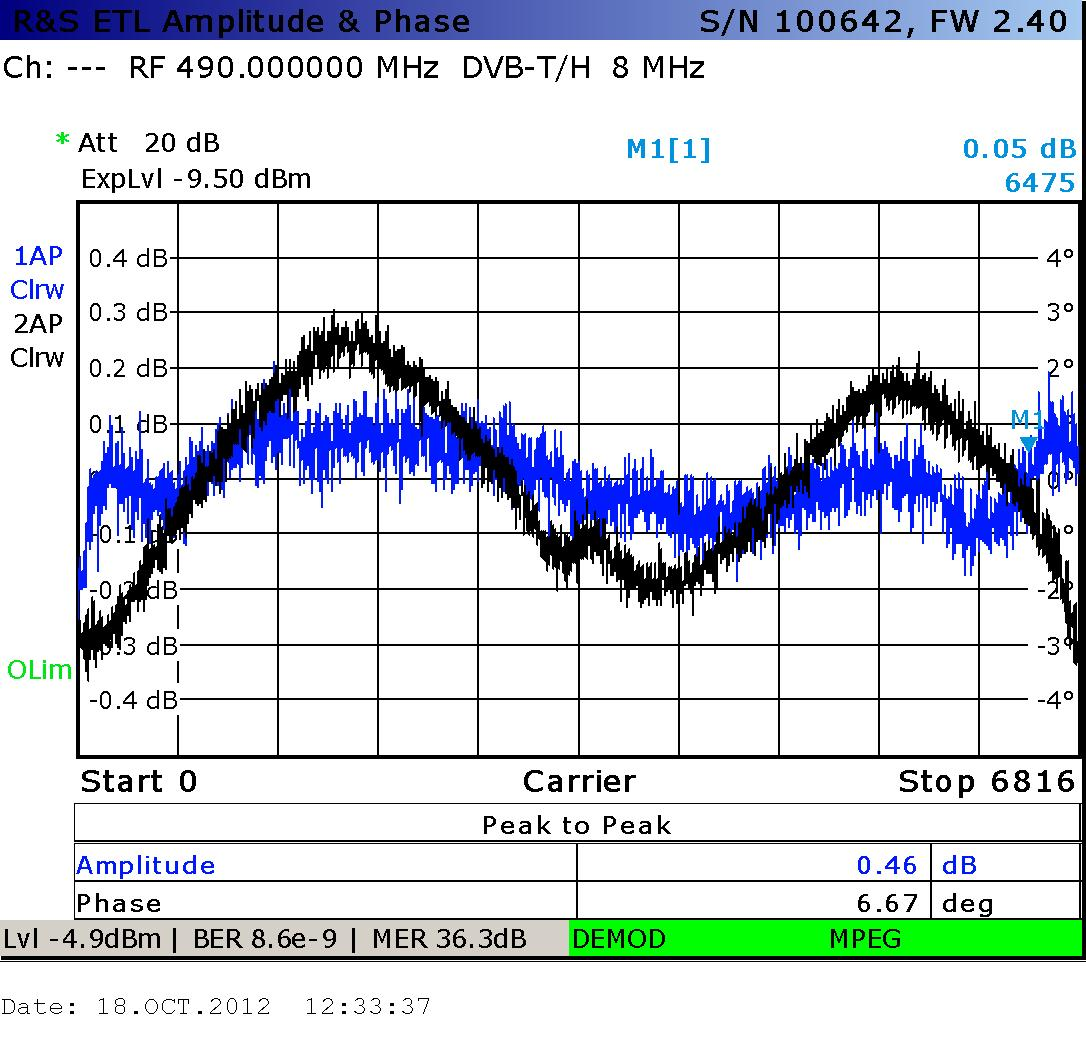 R&S ETL Amplitude & Phase S/N 100642, FW 2.40
Ch: --- RF 490.000000 MHz DVB-T/H 8 MHz
* Att 20 dB M1[1] 0.05 dB
ExpLvl -9.50 dBm 6475
1AP
Clrw
2AP
Clrw
0.4 dB 4°
0.3 dB 3°
0.2 dB 2°
0.1 dB
M1
0°
-0.1 dB
-0.2 dB -2°
-0.3 dB -3°
OLim
-0.4 dB -4°
Start 0 Carrier Stop 6816
Peak to Peak
Amplitude 0.46 dB
Phase 6.67 deg
Lvl -4.9dBm | BER 8.6e-9 | MER 36.3dB DEMOD MPEG
Date: 18.OCT.2012 12:33:37